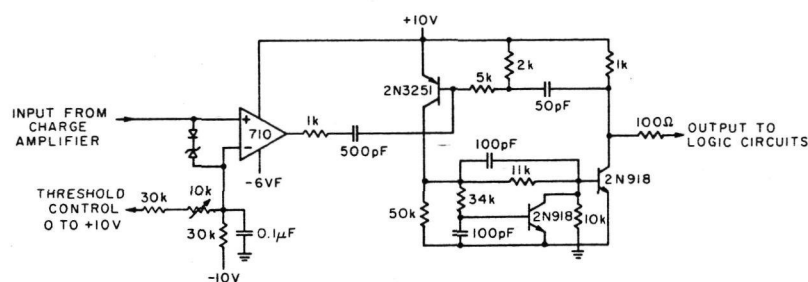 +10V
2N3251
5k
2k
1k
50pF
INPUT FROM
CHARGE
AMPLIFIER
+
710
−
1k
500pF
100Ω
OUTPUT TO
LOGIC CIRCUITS
-6VF
100pF
11k
2N918
THRESHOLD
CONTROL
0 TO +10V
30k
10k
30k
0.1μF
-10V
50k
34k
100pF
2N918
10k